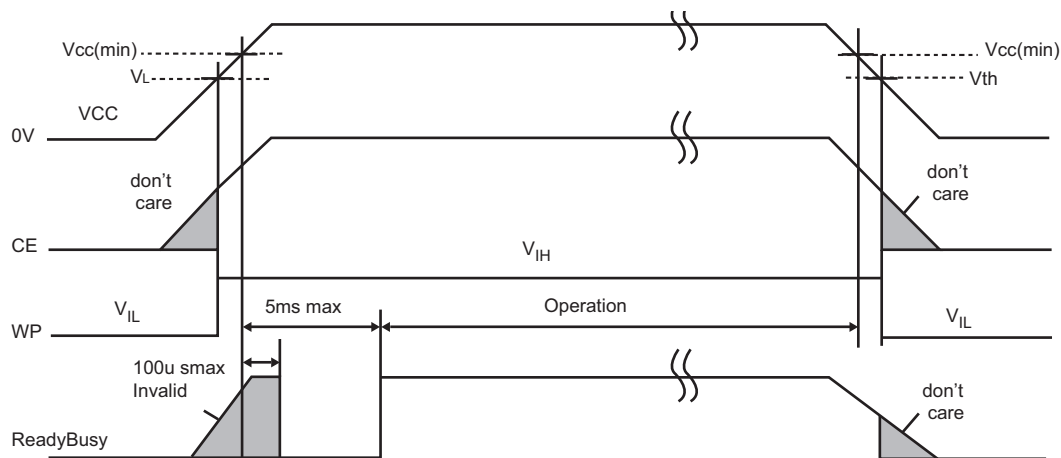 Vcc(min)
Vcc(min)
VL
Vth
VCC
0V
don't
care
don't
care
CE
VIH
5ms max
Operation
VIL
VIL
WP
100u smax
Invalid
don't
care
ReadyBusy